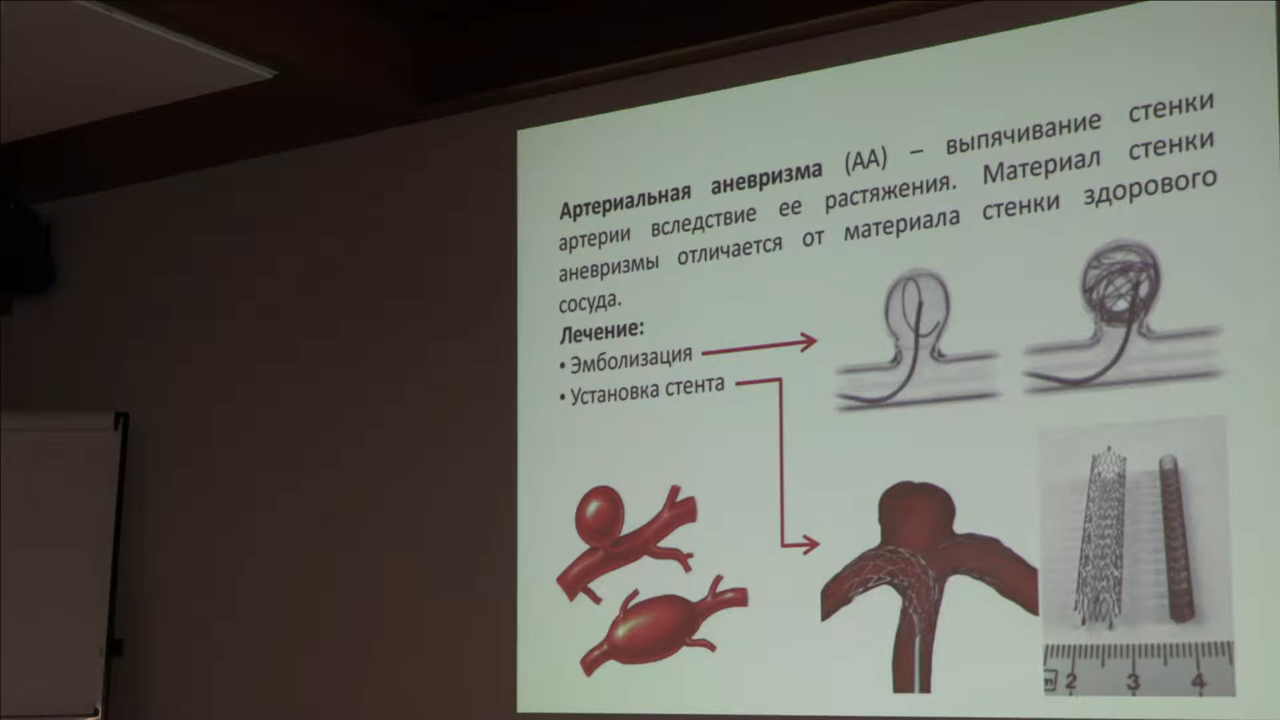 Артериальная аневризма (АА) – выпячивание стенки
артерии вследствие ее растяжения. Материал стенки
аневризмы отличается от материала стенки здорового
сосуда.
Лечение:
• Эмболизация
• Установка стента
2 3 4